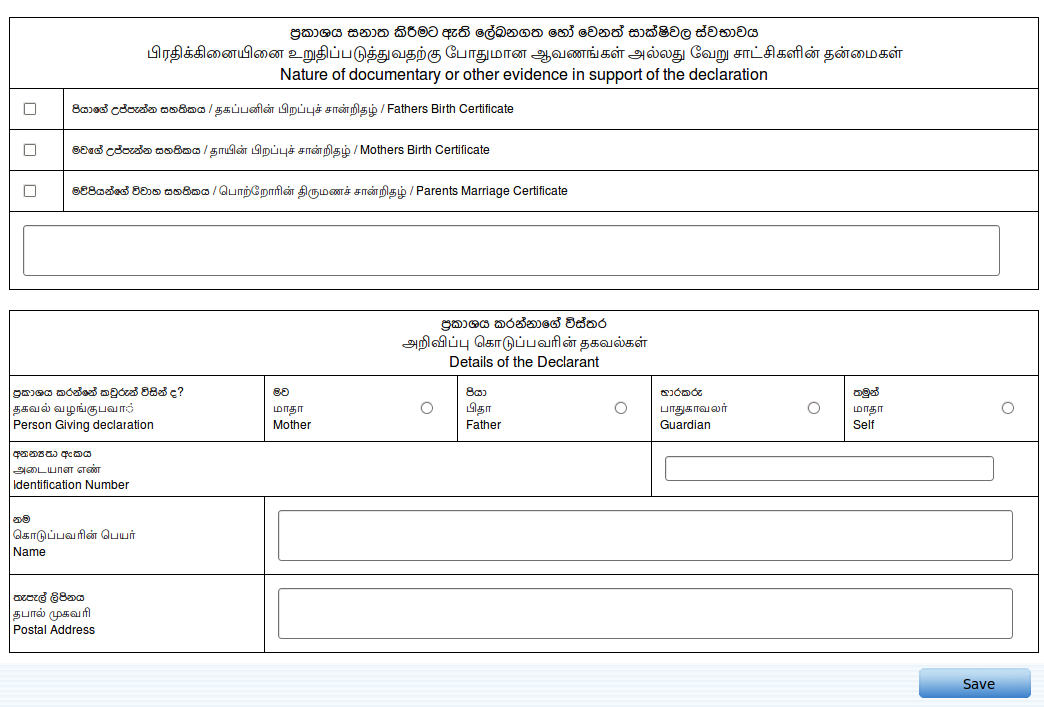 ප්‍රකාශය සනාත කිරීමට ඇති ලේඛනගත හෝ වෙනත් සාක්ෂිවල ස්වභාවය
பிரதிக்கினையினை உறுதிப்படுத்துவதற்கு போதுமான ஆவணங்கள் அல்லது வேறு சாட்சிகளின் தன்மைகள்
Nature of documentary or other evidence in support of the declaration
පියාගේ උප්පැන්න සහතිකය / தகப்பனின் பிறப்புச் சான்றிதழ் / Fathers Birth Certificate
මවගේ උප්පැන්න සහතිකය / தாயின் பிறப்புச் சான்றிதழ் / Mothers Birth Certificate
මව්පියන්ගේ විවාහ සහතිකය / பொற்றோரின் திருமணச் சான்றிதழ் / Parents Marriage Certificate
ප්‍රකාශය කරන්නාගේ විස්තර
அறிவிப்பு கொடுப்பவரின் தகவல்கள்
Details of the Declarant
ප්‍රකාශය කරන්නේ කවුරුන් විසින් ද?
தகவல் வழங்குபவா்
Person Giving declaration
මව
மாதா
Mother
පියා
பிதா
Father
භාරකරු
பாதுகாவலர்
Guardian
තමුන්
மாதா
Self
අනන්‍යතා අංකය
அடையாள எண்
Identification Number
නම
கொடுப்பவரின் பெயர்
Name
තැපැල් ලිපිනය
தபால் முகவரி
Postal Address
Save